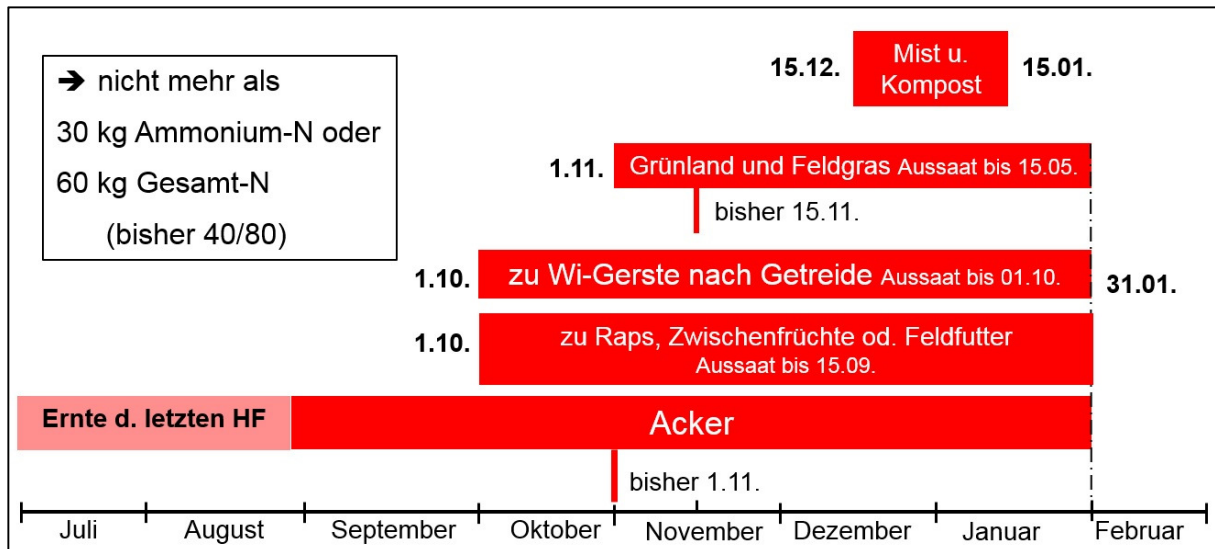 ➔ nicht mehr als
30 kg Ammonium-N oder
60 kg Gesamt-N
(bisher 40/80)
15.12.
Mist u.
Kompost
15.01.
1.11.
Grünland und Feldgras Aussaat bis 15.05.
bisher 15.11.
1.10.
zu Wi-Gerste nach Getreide Aussaat bis 01.10.
31.01.
1.10.
zu Raps, Zwischenfrüchte od. Feldfutter
Aussaat bis 15.09.
Ernte d. letzten HF
Acker
bisher 1.11.
Juli August September Oktober November Dezember Januar Februar